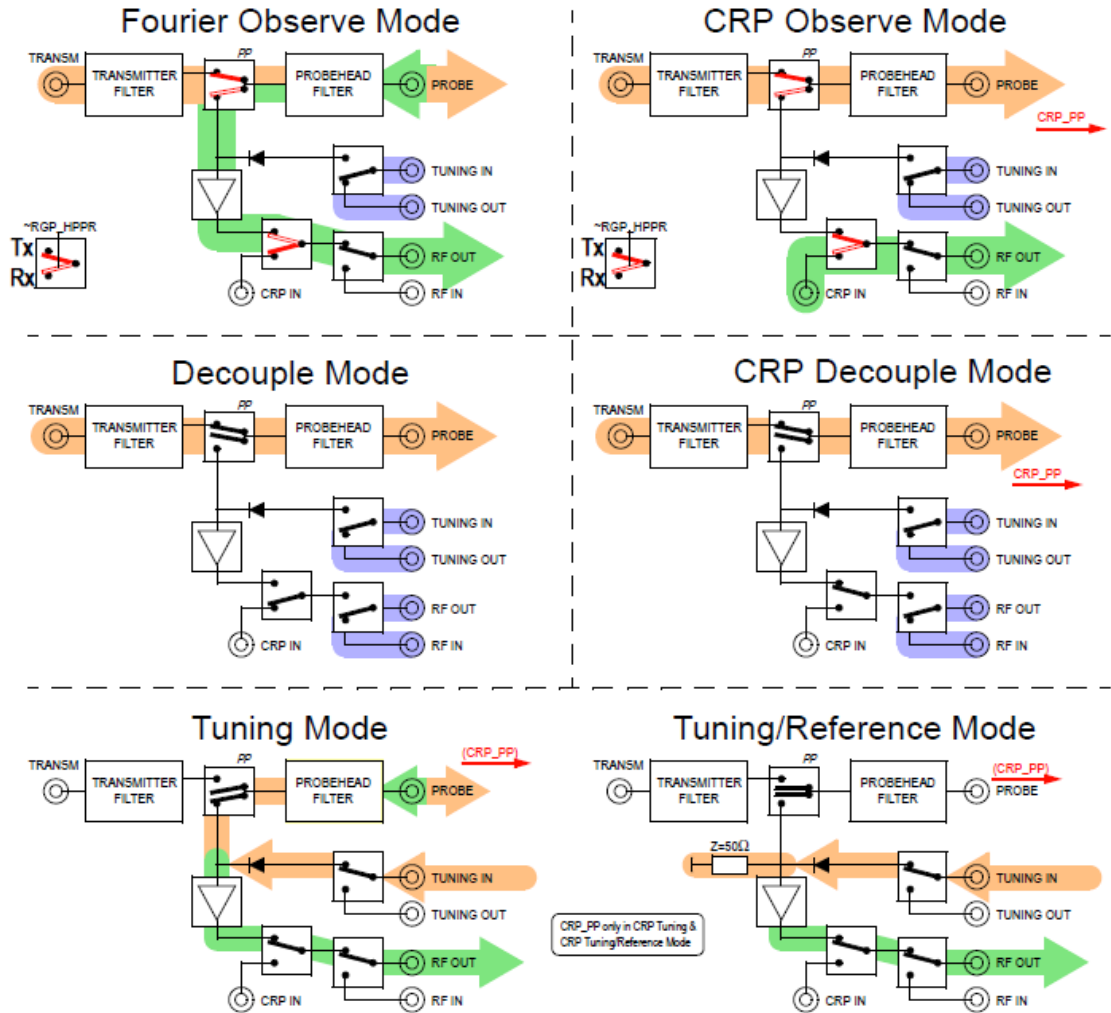 Fourier Observe Mode
TRANSM
TRANSMITTER
FILTER
PP
PROBEHEAD
FILTER
PROBE
TUNING IN
TUNING OUT
~RGP_HPPR
Tx
Rx
RF OUT
CRP IN
RF IN
CRP Observe Mode
TRANSM
TRANSMITTER
FILTER
PP
PROBEHEAD
FILTER
PROBE
CRP_PP
TUNING IN
TUNING OUT
~RGP_HPPR
Tx
Rx
RF OUT
CRP IN
RF IN
Decouple Mode
TRANSM
TRANSMITTER
FILTER
PP
PROBEHEAD
FILTER
PROBE
TUNING IN
TUNING OUT
RF OUT
CRP IN
RF IN
CRP Decouple Mode
TRANSM
TRANSMITTER
FILTER
PP
PROBEHEAD
FILTER
PROBE
CRP_PP
TUNING IN
TUNING OUT
RF OUT
CRP IN
RF IN
Tuning Mode
(CRP_PP)
TRANSM
TRANSMITTER
FILTER
PP
PROBEHEAD
FILTER
PROBE
TUNING IN
TUNING OUT
RF OUT
CRP IN
RF IN
Tuning/Reference Mode
(CRP_PP)
TRANSM
TRANSMITTER
FILTER
PP
PROBEHEAD
FILTER
PROBE
Z=50Ω
TUNING IN
TUNING OUT
CRP_PP only in CRP Tuning &
CRP Tuning/Reference Mode
RF OUT
CRP IN
RF IN